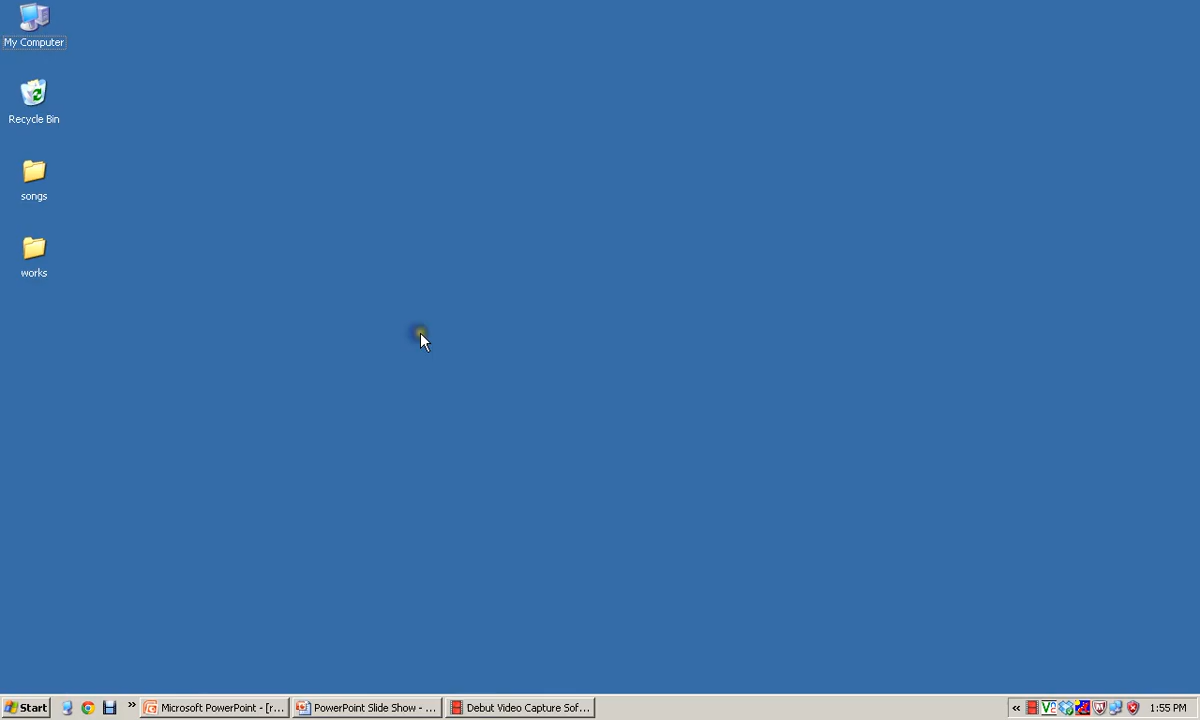 My Computer
Recycle Bin
songs
works
Start
»
Microsoft PowerPoint - [r...
PowerPoint Slide Show - ...
Debut Video Capture Sof...
«
V2
1:55 PM